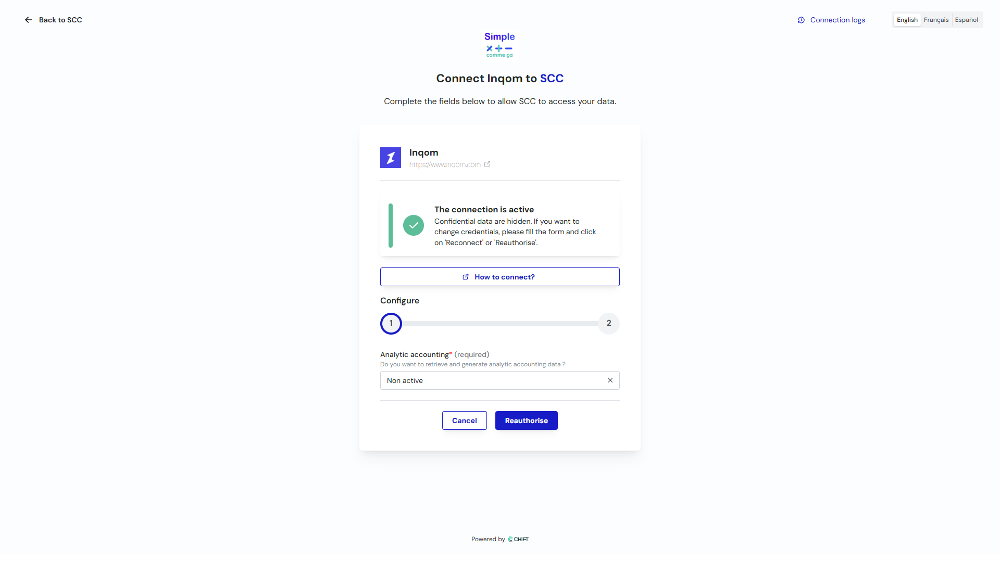 Back to SCC
Connection logs
English Français Español
Simple
comme ça
Connect Inqom to SCC
Complete the fields below to allow SCC to access your data.
Inqom
https://www.inqom.com
The connection is active
Confidential data are hidden. If you want to
change credentials, please fill the form and click
on 'Reconnect' or 'Reauthorise'.
How to connect?
Configure
1
2
Analytic accounting* (required)
Do you want to retrieve and generate analytic accounting data ?
Non active
Cancel
Reauthorise
Powered by CHIFT